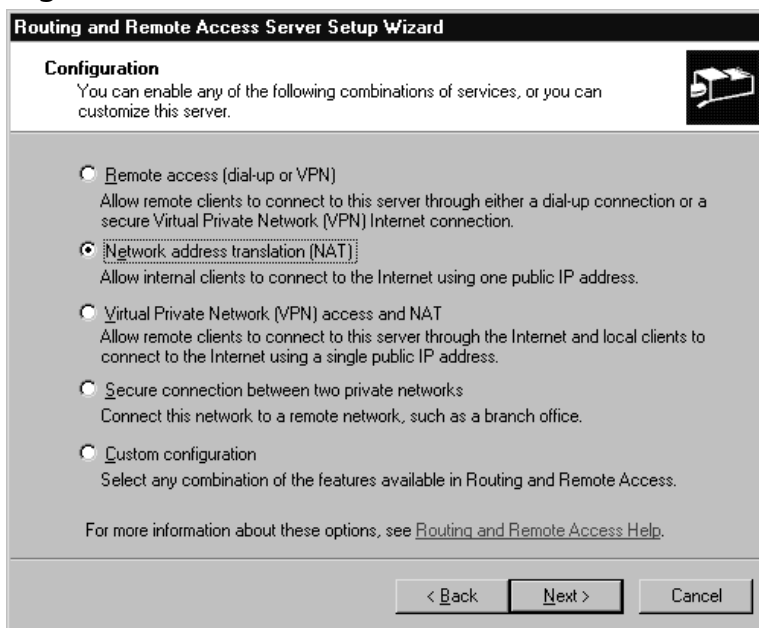 Routing and Remote Access Server Setup Wizard
Configuration
You can enable any of the following combinations of services, or you can
customize this server.
Remote access (dial-up or VPN)
Allow remote clients to connect to this server through either a dial-up connection or a
secure Virtual Private Network (VPN) Internet connection.
Network address translation (NAT)
Allow internal clients to connect to the Internet using one public IP address.
Virtual Private Network (VPN) access and NAT
Allow remote clients to connect to this server through the Internet and local clients to
connect to the Internet using a single public IP address.
Secure connection between two private networks
Connect this network to a remote network, such as a branch office.
Custom configuration
Select any combination of the features available in Routing and Remote Access.
For more information about these options, see Routing and Remote Access Help.
< Back Next > Cancel